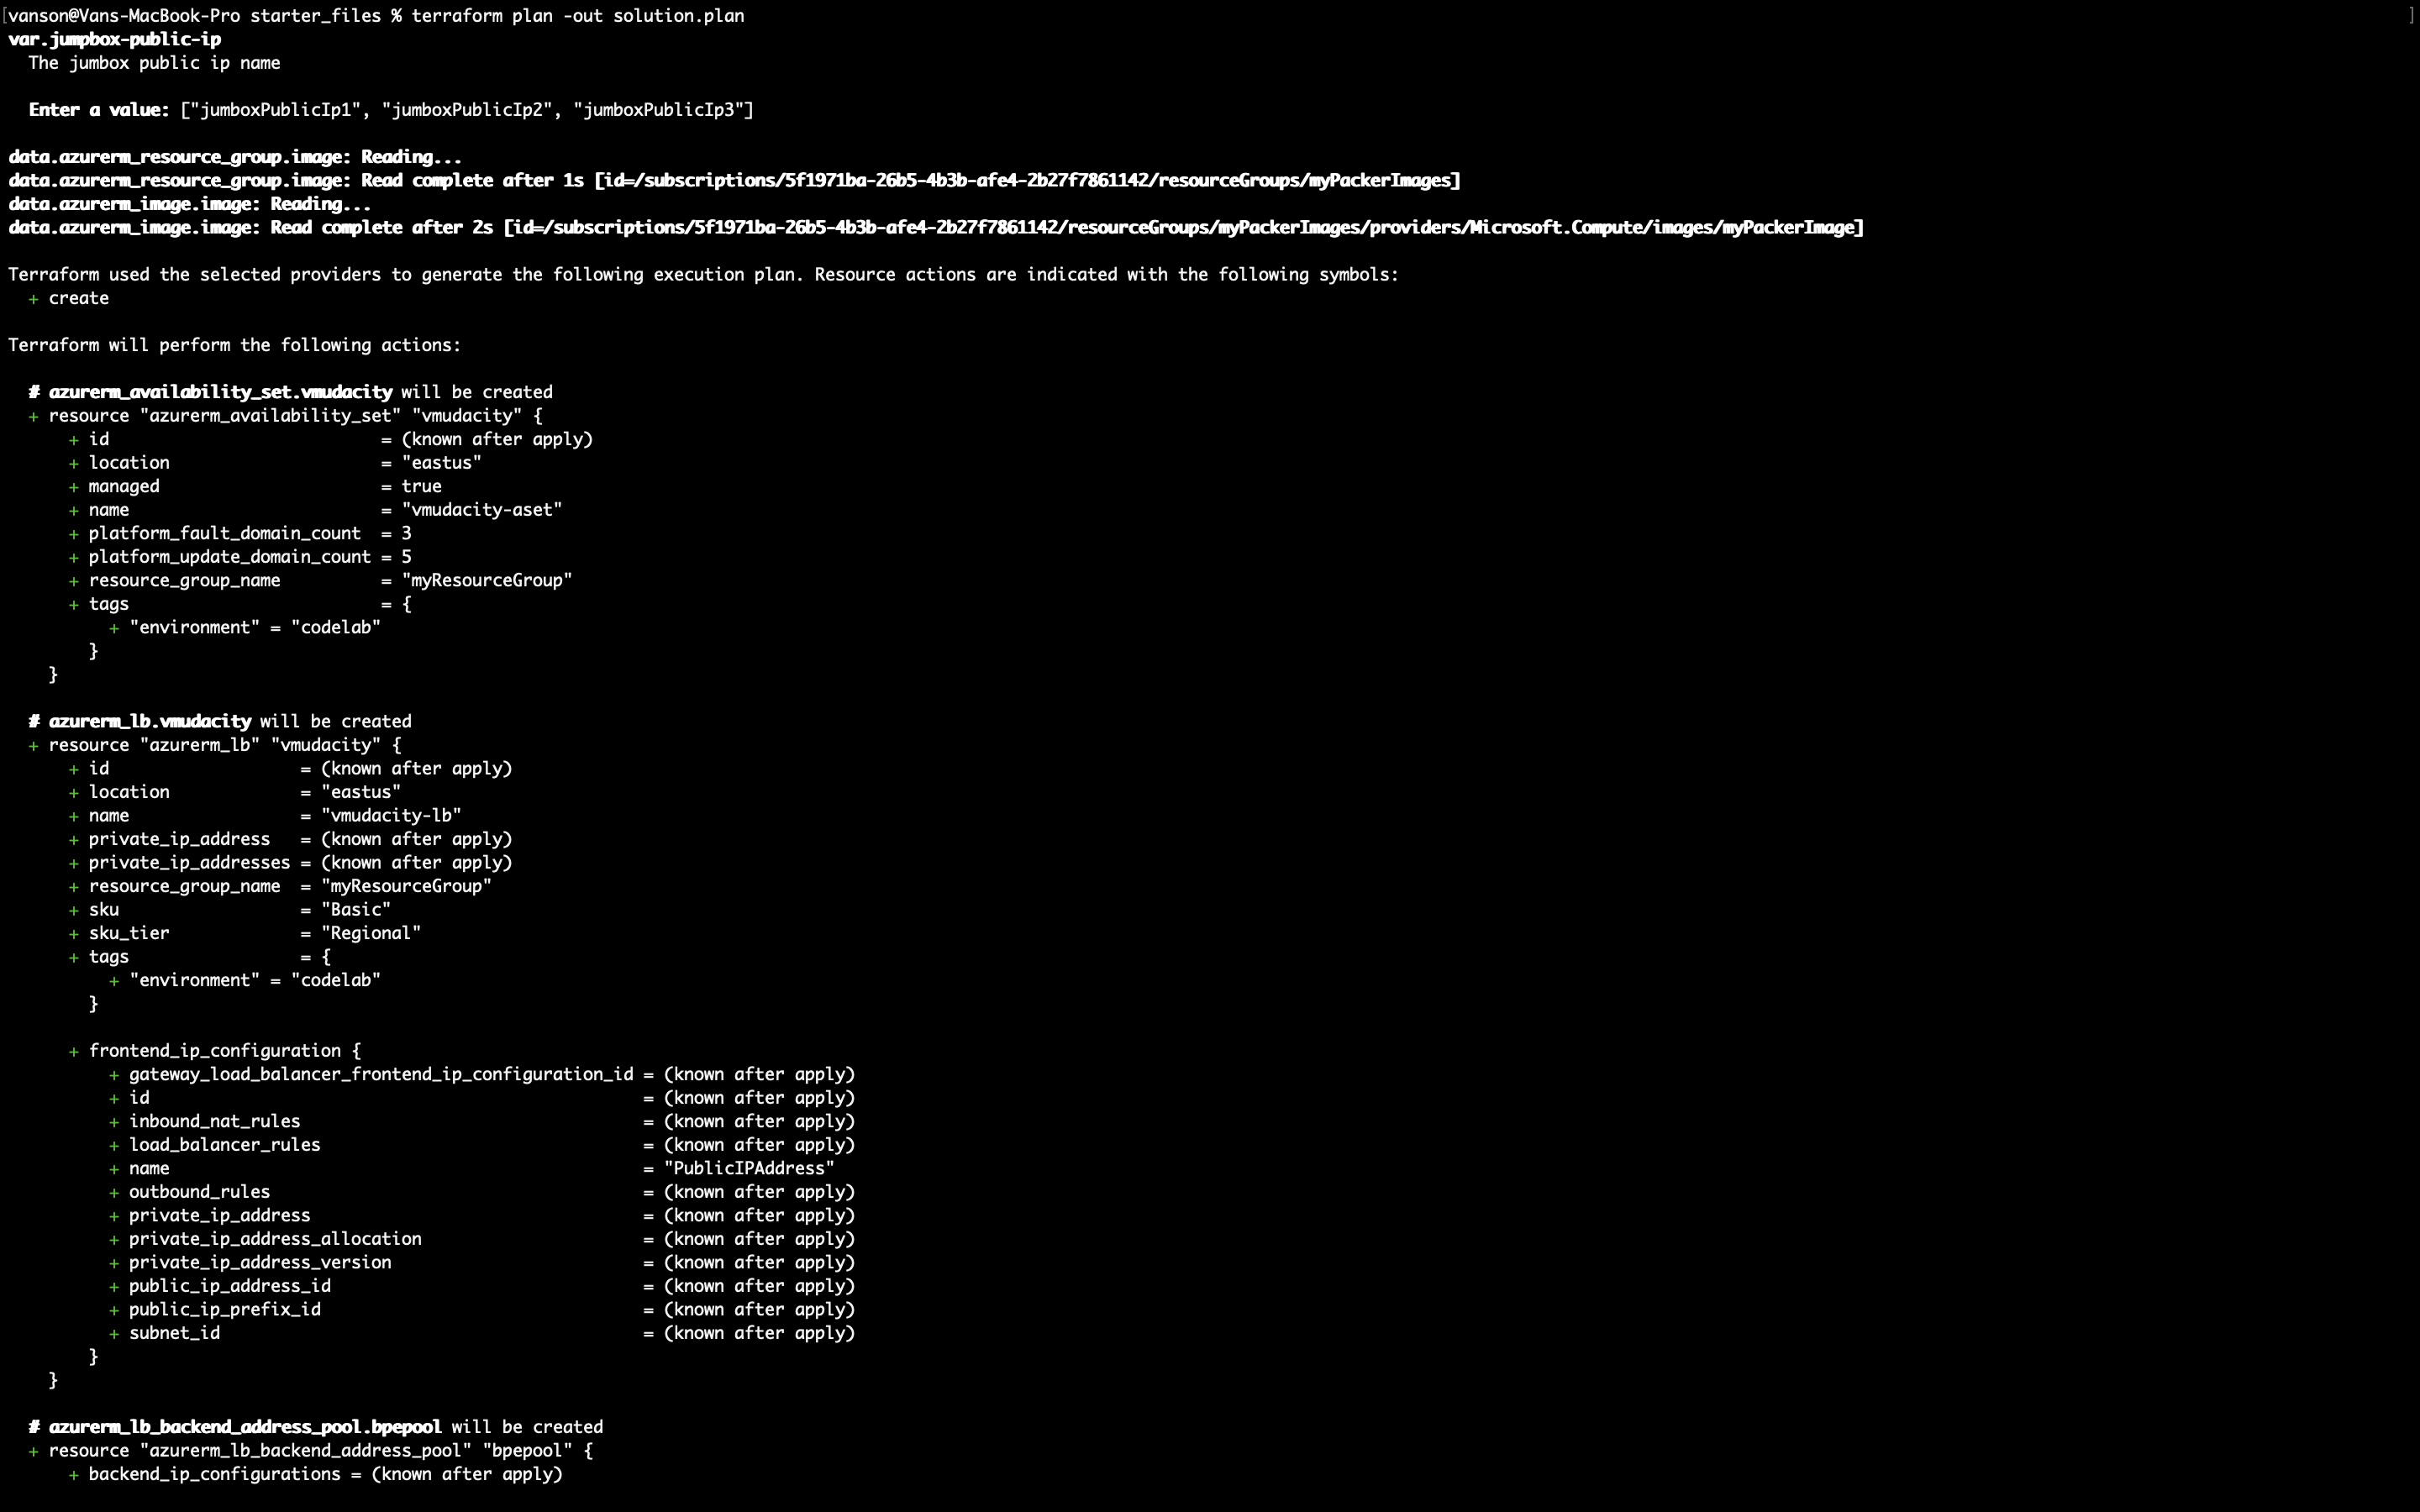 [vanson@Vans-MacBook-Pro starter_files % terraform plan -out solution.plan ]
var.jumpbox-public-ip
  The jumbox public ip name

  Enter a value: ["jumboxPublicIp1", "jumboxPublicIp2", "jumboxPublicIp3"]

data.azurerm_resource_group.image: Reading...
data.azurerm_resource_group.image: Read complete after 1s [id=/subscriptions/5f1971ba-26b5-4b3b-afe4-2b27f7861142/resourceGroups/myPackerImages]
data.azurerm_image.image: Reading...
data.azurerm_image.image: Read complete after 2s [id=/subscriptions/5f1971ba-26b5-4b3b-afe4-2b27f7861142/resourceGroups/myPackerImages/providers/Microsoft.Compute/images/myPackerImage]

Terraform used the selected providers to generate the following execution plan. Resource actions are indicated with the following symbols:
  + create

Terraform will perform the following actions:

  # azurerm_availability_set.vmudacity will be created
  + resource "azurerm_availability_set" "vmudacity" {
      + id                           = (known after apply)
      + location                     = "eastus"
      + managed                      = true
      + name                         = "vmudacity-aset"
      + platform_fault_domain_count  = 3
      + platform_update_domain_count = 5
      + resource_group_name          = "myResourceGroup"
      + tags                         = {
          + "environment" = "codelab"
        }
    }

  # azurerm_lb.vmudacity will be created
  + resource "azurerm_lb" "vmudacity" {
      + id                   = (known after apply)
      + location             = "eastus"
      + name                 = "vmudacity-lb"
      + private_ip_address   = (known after apply)
      + private_ip_addresses = (known after apply)
      + resource_group_name  = "myResourceGroup"
      + sku                  = "Basic"
      + sku_tier             = "Regional"
      + tags                 = {
          + "environment" = "codelab"
        }

      + frontend_ip_configuration {
          + gateway_load_balancer_frontend_ip_configuration_id = (known after apply)
          + id                                                 = (known after apply)
          + inbound_nat_rules                                  = (known after apply)
          + load_balancer_rules                                = (known after apply)
          + name                                               = "PublicIPAddress"
          + outbound_rules                                     = (known after apply)
          + private_ip_address                                 = (known after apply)
          + private_ip_address_allocation                      = (known after apply)
          + private_ip_address_version                         = (known after apply)
          + public_ip_address_id                               = (known after apply)
          + public_ip_prefix_id                                = (known after apply)
          + subnet_id                                          = (known after apply)
        }
    }

  # azurerm_lb_backend_address_pool.bpepool will be created
  + resource "azurerm_lb_backend_address_pool" "bpepool" {
      + backend_ip_configurations = (known after apply)